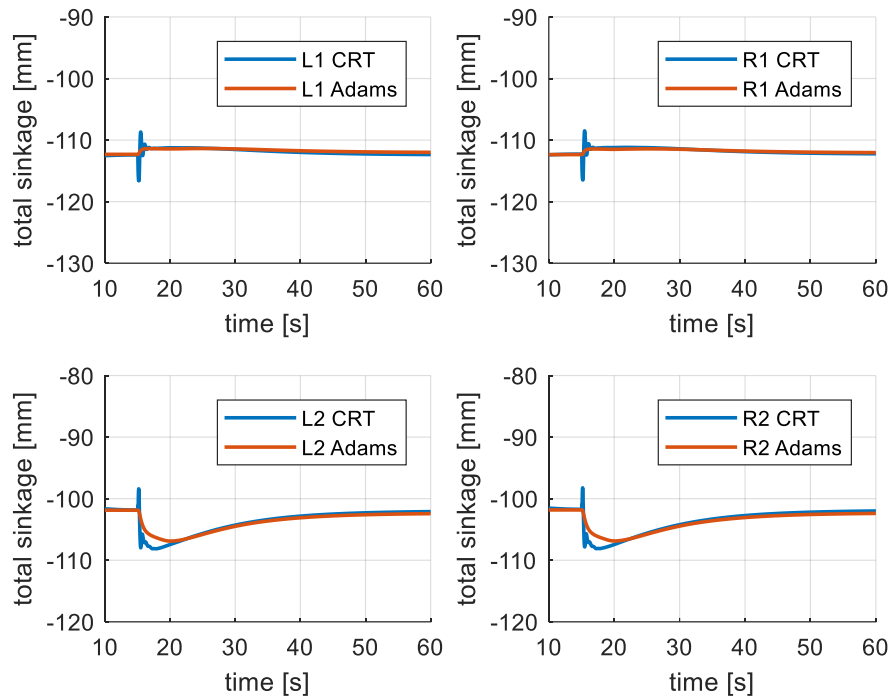 -90
-100
-110
-120
-130
total sinkage [mm]
L1 CRT
L1 Adams
10 20 30 40 50 60
time [s]
-90
-100
-110
-120
-130
total sinkage [mm]
R1 CRT
R1 Adams
10 20 30 40 50 60
time [s]
-80
-90
-100
-110
-120
total sinkage [mm]
L2 CRT
L2 Adams
10 20 30 40 50 60
time [s]
-80
-90
-100
-110
-120
total sinkage [mm]
R2 CRT
R2 Adams
10 20 30 40 50 60
time [s]